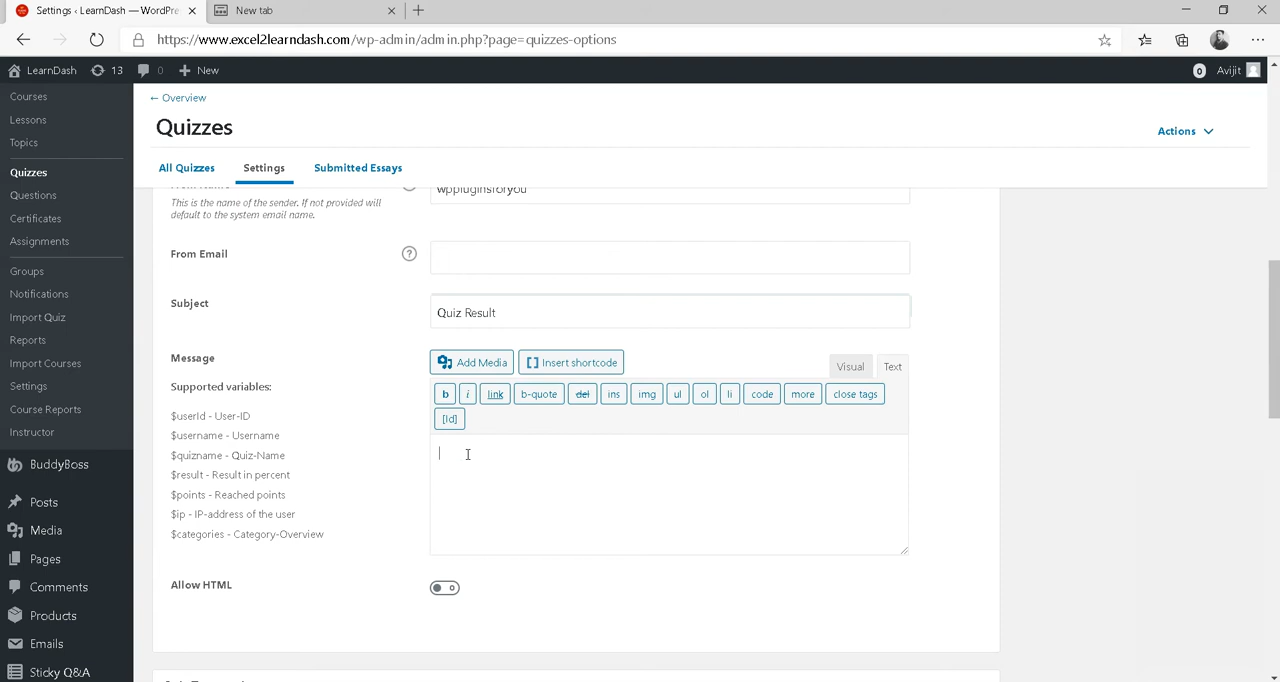 Settings ‹ LearnDash — WordPre
New tab
https://www.excel2learndash.com/wp-admin/admin.php?page=quizzes-options
LearnDash
13
0
New
0
Avijit
Courses
Lessons
Topics
Quizzes
Questions
Certificates
Assignments
Groups
Notifications
Import Quiz
Reports
Import Courses
Settings
Course Reports
Instructor
BuddyBoss
Posts
Media
Pages
Comments
Products
Emails
Sticky Q&A
← Overview
Quizzes
Actions
All Quizzes
Settings
Submitted Essays
From Name
wppluginsforyou
This is the name of the sender. If not provided will
default to the system email name.
From Email
Subject
Quiz Result
Message
Add Media
[] Insert shortcode
Visual
Text
Supported variables:
b
i
link
b-quote
del
ins
img
ul
ol
li
code
more
close tags
[ld]
$userId - User-ID
$username - Username
$quizname - Quiz-Name
$result - Result in percent
$points - Reached points
$ip - IP-address of the user
$categories - Category-Overview
Allow HTML